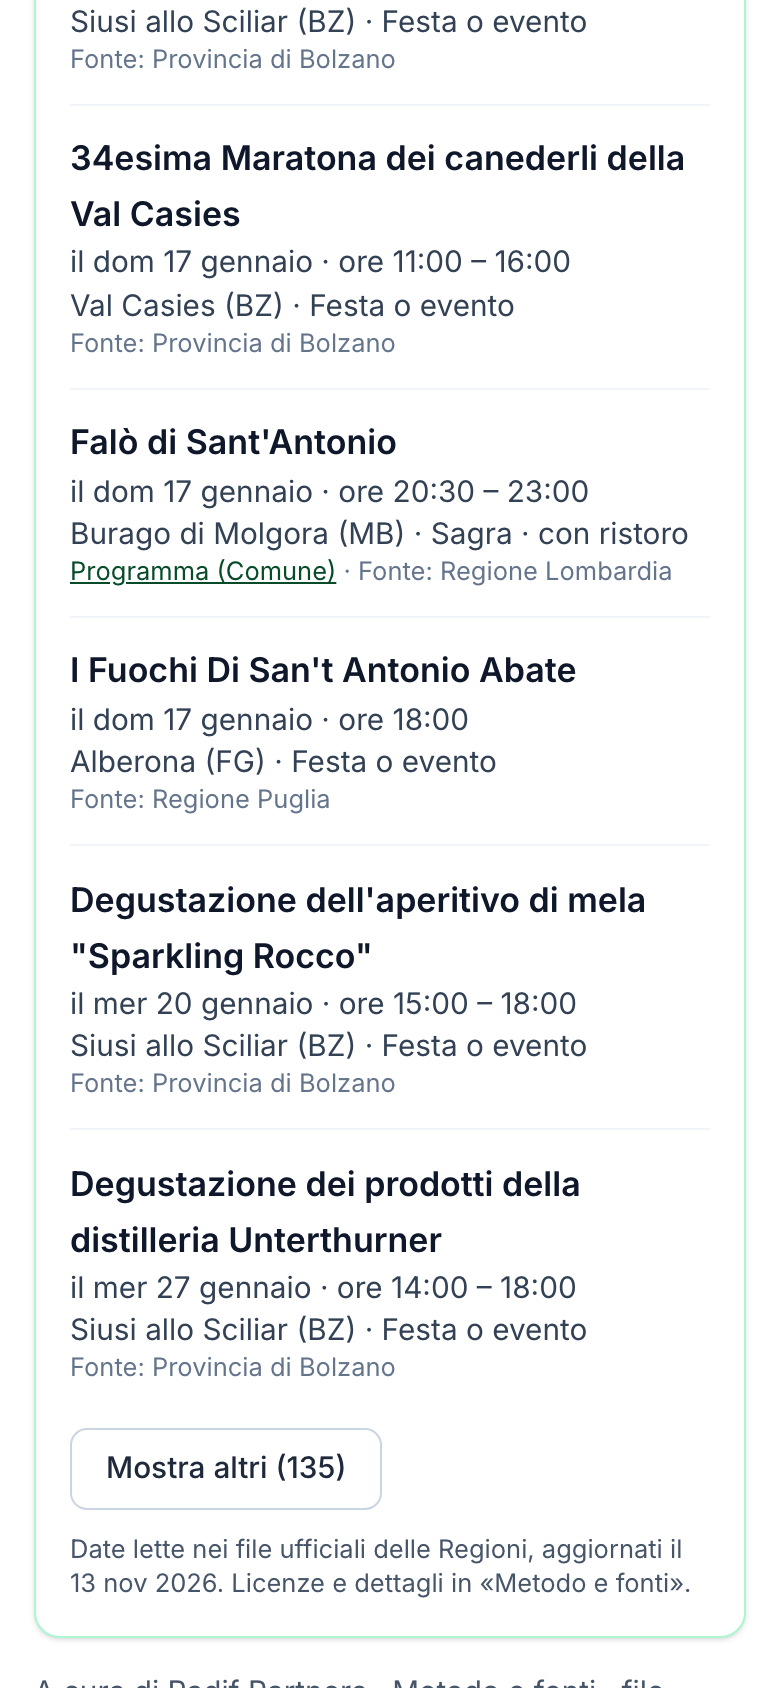 Siusi allo Sciliar (BZ) · Festa o evento
Fonte: Provincia di Bolzano
34esima Maratona dei canederli della
Val Casies
il dom 17 gennaio · ore 11:00 – 16:00
Val Casies (BZ) · Festa o evento
Fonte: Provincia di Bolzano
Falò di Sant'Antonio
il dom 17 gennaio · ore 20:30 – 23:00
Burago di Molgora (MB) · Sagra · con ristoro
Programma (Comune) · Fonte: Regione Lombardia
I Fuochi Di San't Antonio Abate
il dom 17 gennaio · ore 18:00
Alberona (FG) · Festa o evento
Fonte: Regione Puglia
Degustazione dell'aperitivo di mela
"Sparkling Rocco"
il mer 20 gennaio · ore 15:00 – 18:00
Siusi allo Sciliar (BZ) · Festa o evento
Fonte: Provincia di Bolzano
Degustazione dei prodotti della
distilleria Unterthurner
il mer 27 gennaio · ore 14:00 – 18:00
Siusi allo Sciliar (BZ) · Festa o evento
Fonte: Provincia di Bolzano
Mostra altri (135)
Date lette nei file ufficiali delle Regioni, aggiornati il
13 nov 2026. Licenze e dettagli in «Metodo e fonti».
A cura di